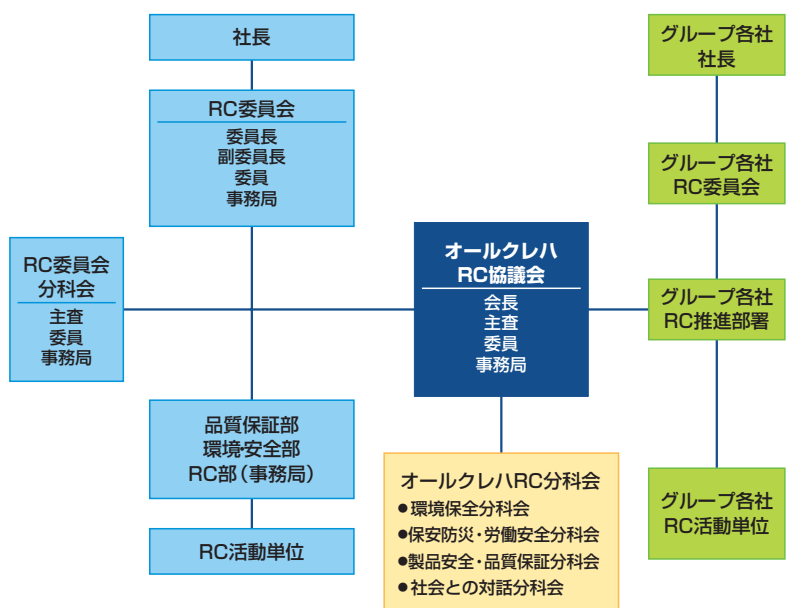 社長
RC委員会
委員長
副委員長
委員
事務局
RC委員会
分科会
主査
委員
事務局
品質保証部
環境・安全部
RC部（事務局）
RC活動単位
オールクレハ
RC協議会
会長
主査
委員
事務局
オールクレハRC分科会
●環境保全分科会
●保安防災・労働安全分科会
●製品安全・品質保証分科会
●社会との対話分科会
グループ各社
社長
グループ各社
RC委員会
グループ各社
RC推進部署
グループ各社
RC活動単位